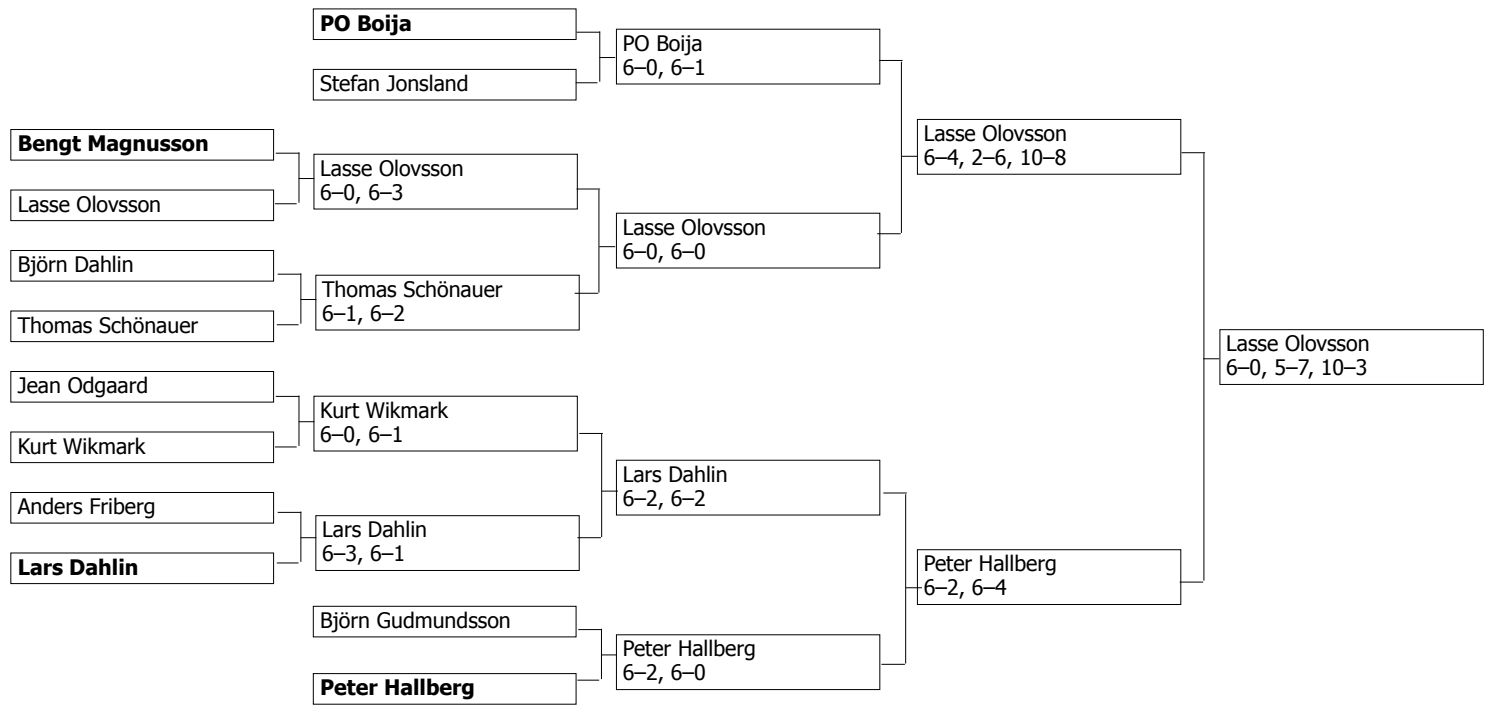 PO Boija
Stefan Jonsland
Bengt Magnusson
Lasse Olovsson
Björn Dahlin
Thomas Schönauer
Jean Odgaard
Kurt Wikmark
Anders Friberg
Lars Dahlin
Björn Gudmundsson
Peter Hallberg
Lasse Olovsson
6–0, 6–3
Thomas Schönauer
6–1, 6–2
Kurt Wikmark
6–0, 6–1
Lars Dahlin
6–3, 6–1
PO Boija
6–0, 6–1
Lasse Olovsson
6–0, 6–0
Lars Dahlin
6–2, 6–2
Peter Hallberg
6–2, 6–0
Lasse Olovsson
6–4, 2–6, 10–8
Peter Hallberg
6–2, 6–4
Lasse Olovsson
6–0, 5–7, 10–3